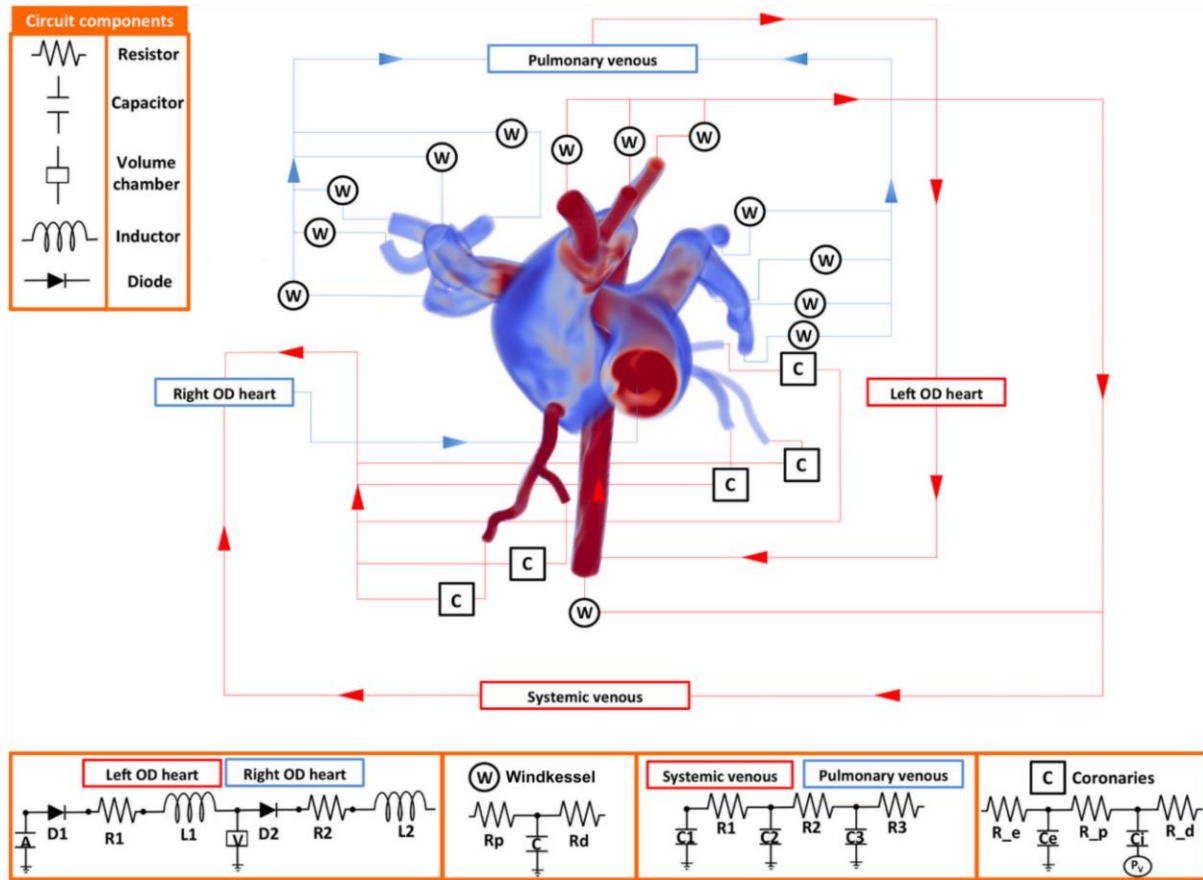 Circuit components
Resistor
Capacitor
Volume
chamber
Inductor
Diode
Pulmonary venous
W
W
W
W
W
W
W
W
W
W
W
W
C
Right OD heart
Left OD heart
C
C
C
C
W
Systemic venous
Left OD heart
Right OD heart
A
D1
R1
L1
V
D2
R2
L2
W Windkessel
Rp
C
Rd
Systemic venous
Pulmonary venous
C1
R1
C2
R2
C3
R3
C Coronaries
R_e
Ce
R_p
Ci
R_d
Pv